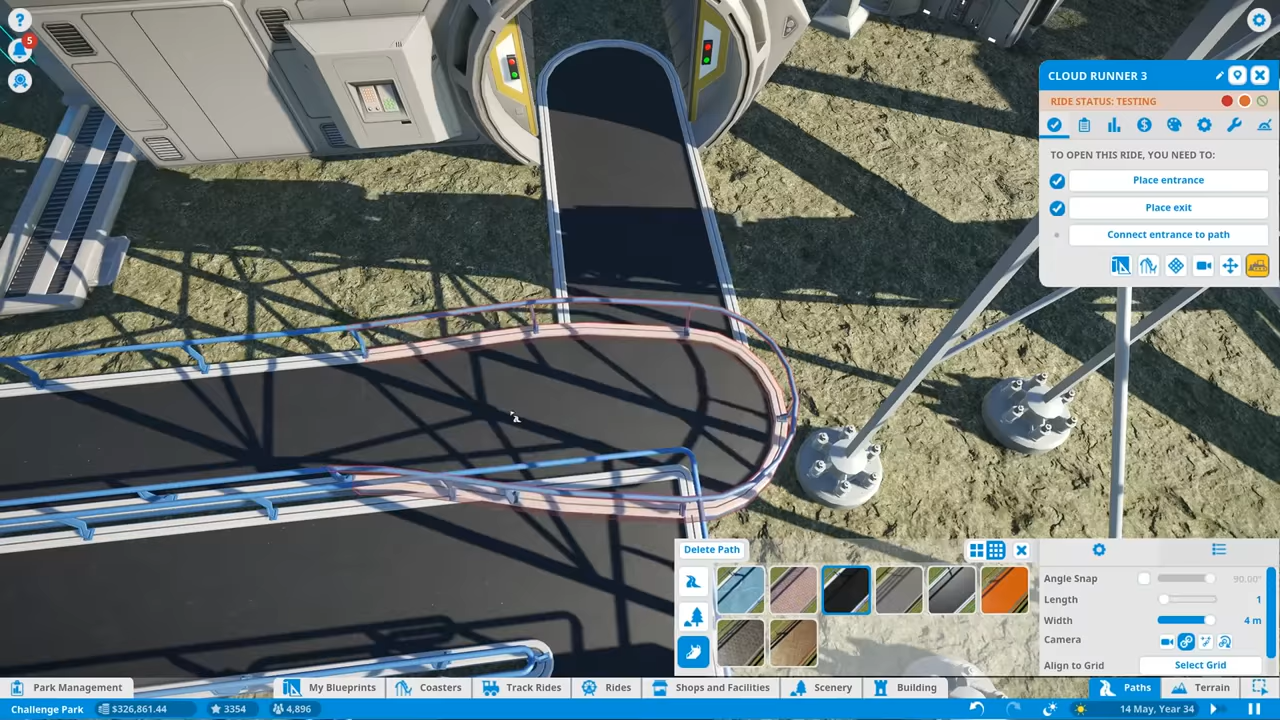 ?
5
CLOUD RUNNER 3
RIDE STATUS: TESTING
TO OPEN THIS RIDE, YOU NEED TO:
Place entrance
Place exit
Connect entrance to path
Delete Path
Angle Snap 90.00°
Length 1
Width 4 m
Camera
Align to Grid Select Grid
Park Management My Blueprints Coasters Track Rides Rides Shops and Facilities Scenery Building Paths Terrain
Challenge Park $326,861.44 3354 4,896 14 May, Year 34